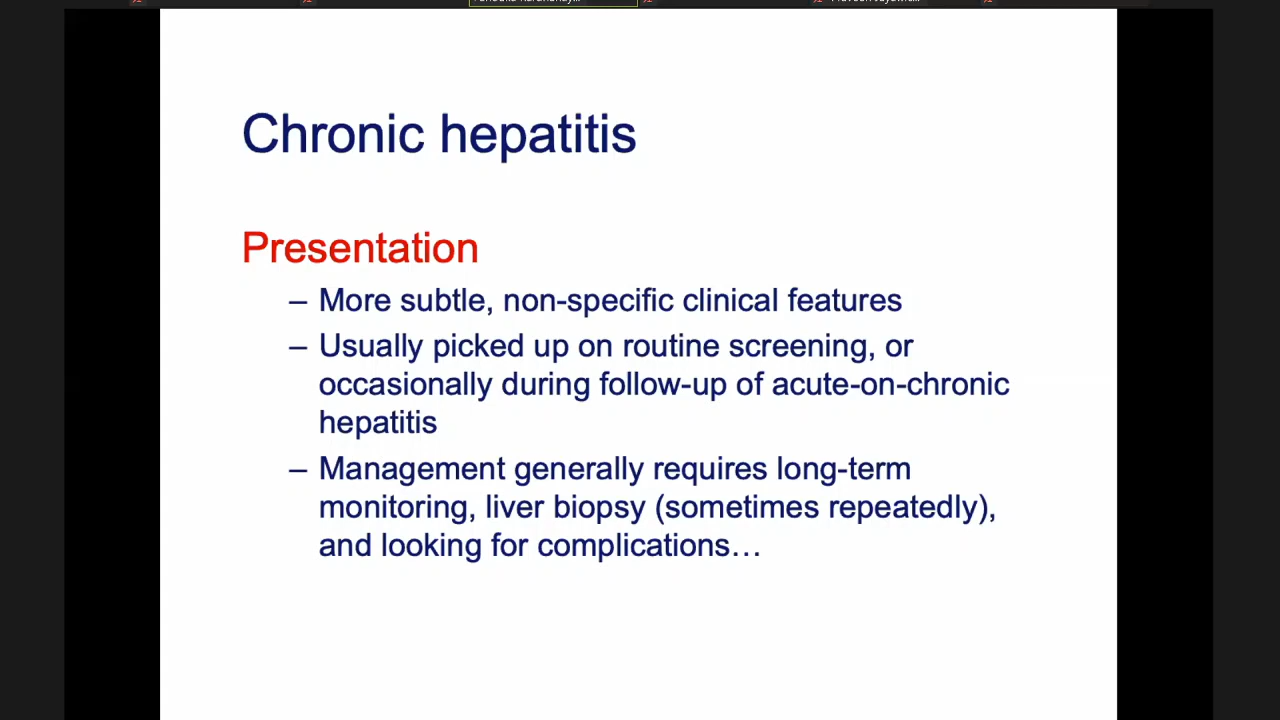 Chronic hepatitis
Presentation
– More subtle, non-specific clinical features
– Usually picked up on routine screening, or
occasionally during follow-up of acute-on-chronic
hepatitis
– Management generally requires long-term
monitoring, liver biopsy (sometimes repeatedly),
and looking for complications…